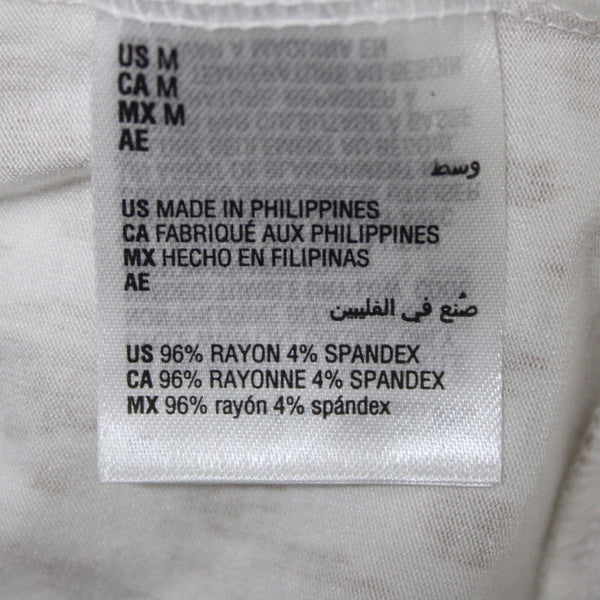 US M
CA M
MX M
AE
وسط
US MADE IN PHILIPPINES
CA FABRIQUÉ AUX PHILIPPINES
MX HECHO EN FILIPINAS
AE
صُنع في الفلبين
US 96% RAYON 4% SPANDEX
CA 96% RAYONNE 4% SPANDEX
MX 96% rayón 4% spándex